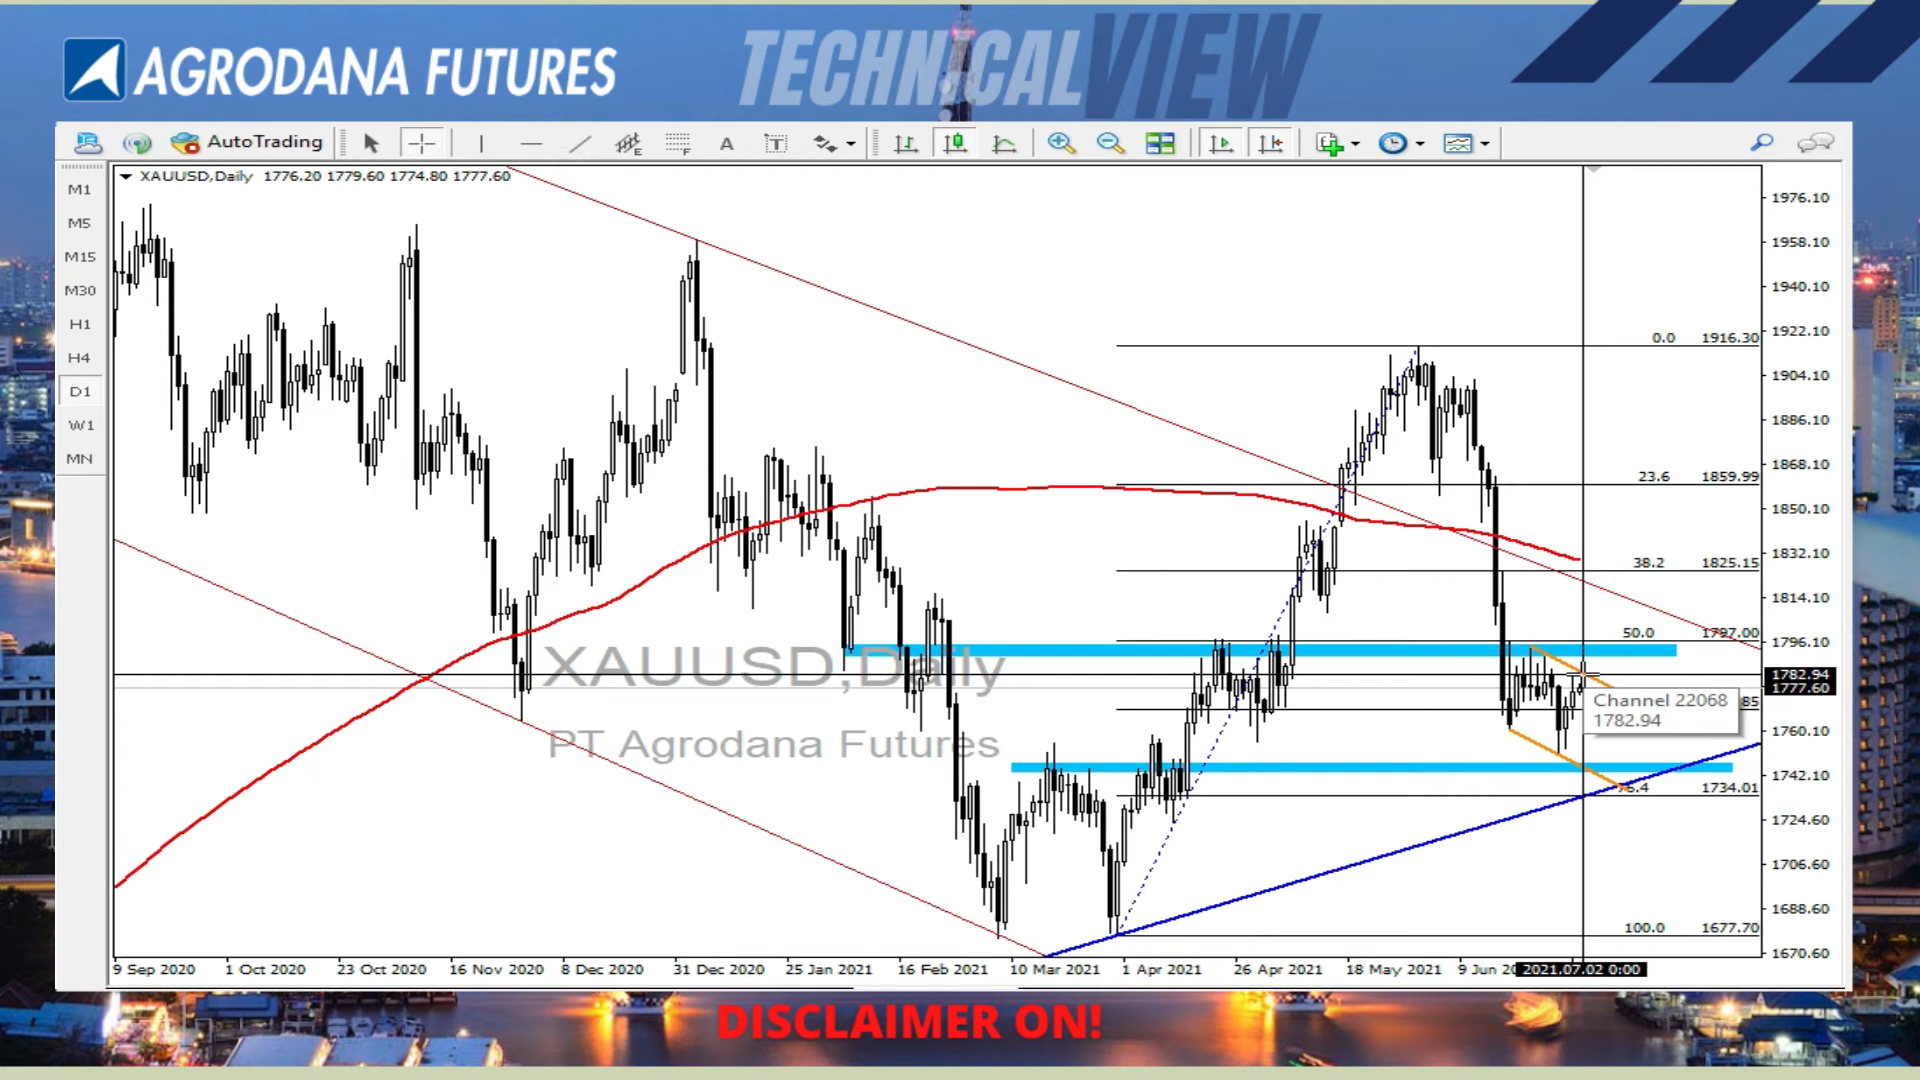 AGRODANA FUTURES
TECHNICAL VIEW
AutoTrading
E
F
A
T
M1
M5
M15
M30
H1
H4
D1
W1
MN
XAUUSD,Daily 1776.20 1779.60 1774.80 1777.60
XAUUSD,Daily
PT Agrodana Futures
0.0 1916.30
23.6 1859.99
38.2 1825.15
50.0 1797.00
85
1734.01
100.0 1677.70
Channel 22068
1782.94
1976.10
1958.10
1940.10
1922.10
1904.10
1886.10
1868.10
1850.10
1832.10
1814.10
1796.10
1782.94
1777.60
1760.10
1742.10
1724.60
1706.60
1688.60
1670.60
9 Sep 2020 1 Oct 2020 23 Oct 2020 16 Nov 2020 8 Dec 2020 31 Dec 2020 25 Jan 2021 16 Feb 2021 10 Mar 2021 1 Apr 2021 26 Apr 2021 18 May 2021 9 Jun 2021.07.02 0:00
DISCLAIMER ON!